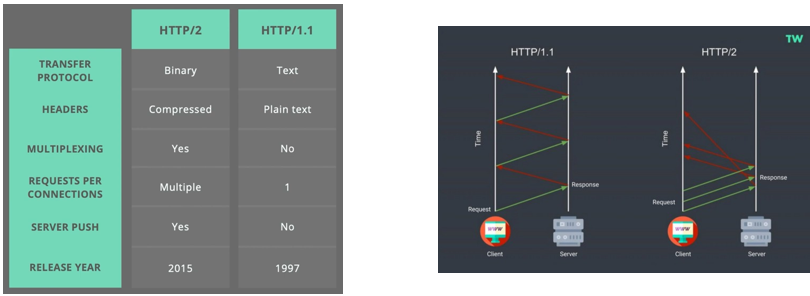 HTTP/2 HTTP/1.1
TRANSFER
PROTOCOL
Binary Text
HEADERS Compressed Plain text
MULTIPLEXING Yes No
REQUESTS PER
CONNECTIONS
Multiple 1
SERVER PUSH Yes No
RELEASE YEAR 2015 1997
TW
HTTP/1.1
Time
Response
Request
WWW
Client
Server
HTTP/2
Time
Response
Request
WWW
Client
Server